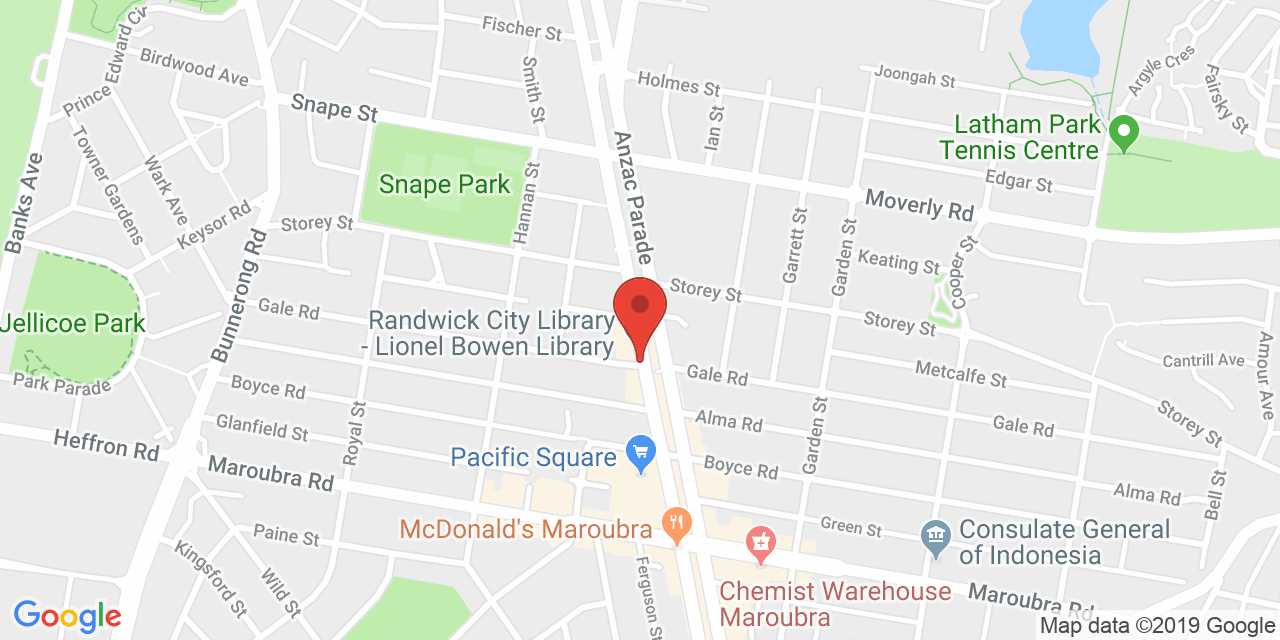 Fischer St
Birdwood Ave
Prince Edward Cir
Smith St
Holmes St
Joongah St
Argyle Cres
Fairsky St
Snape St
Ian St
Anzac Parade
Latham Park
Tennis Centre
Banks Ave
Towner Gardens
Wark Ave
Snape Park
Hannan St
Edgar St
Moverly Rd
Keysor Rd
Storey St
Bunnerong Rd
Garrett St
Garden St
Keating St
Cooper St
Storey St
Storey St
Gale Rd
Jellicoe Park
Randwick City Library
- Lionel Bowen Library
Cantrill Ave
Amour Ave
Metcalfe St
Park Parade
Boyce Rd
Gale Rd
Storey St
Glanfield St
Royal St
Alma Rd
Garden St
Gale Rd
Heffron Rd
Maroubra Rd
Pacific Square
Boyce Rd
Alma Rd
Bell St
McDonald's Maroubra
Green St
Consulate General
of Indonesia
Paine St
Kingsford St
Wild St
Ferguson St
Chemist Warehouse
Maroubra
Maroubra Rd
Google
Map data ©2019 Google